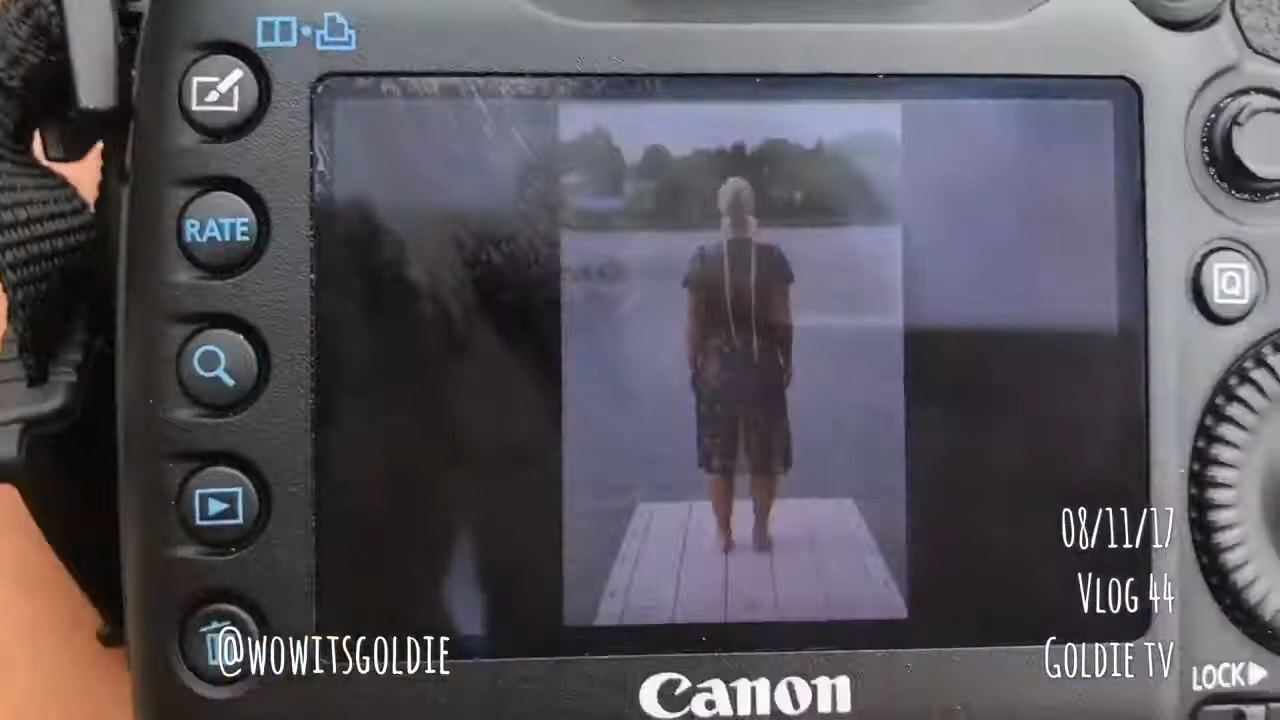 RATE
Q
08/11/17
Vlog 44
@wowitsgoldie
Goldie TV
LOCK▶
Canon